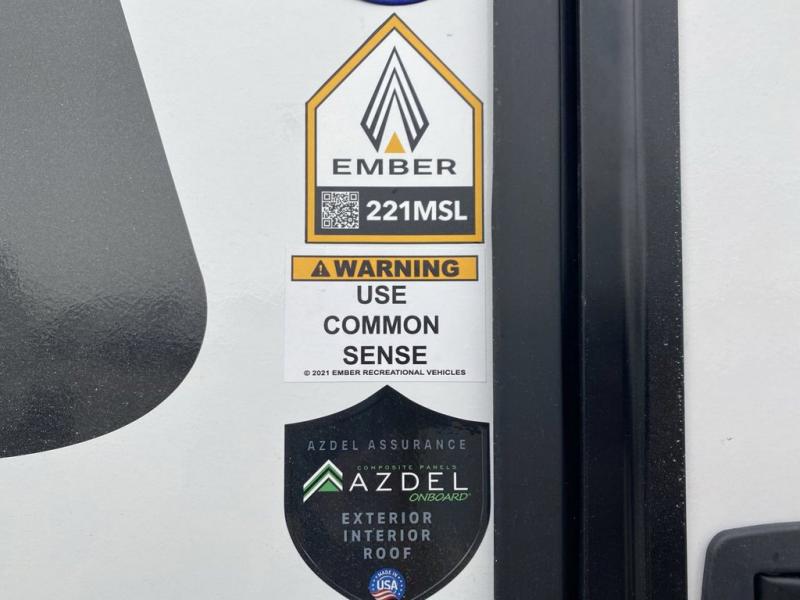 EMBER
221MSL
WARNING
USE
COMMON
SENSE
© 2021 EMBER RECREATIONAL VEHICLES
AZDEL ASSURANCE
COMPOSITE PANELS
AZDEL
ONBOARD®
EXTERIOR
INTERIOR
ROOF
MADE IN
USA